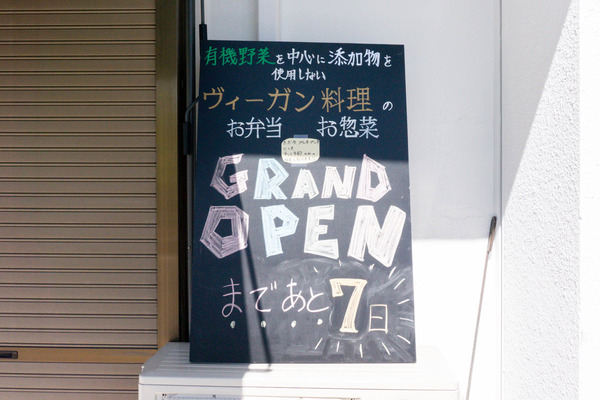 有機野菜を中心に添加物を
使用しない
ヴィーガン料理の
お弁当 お惣菜
GRAND
OPEN
まであと7日